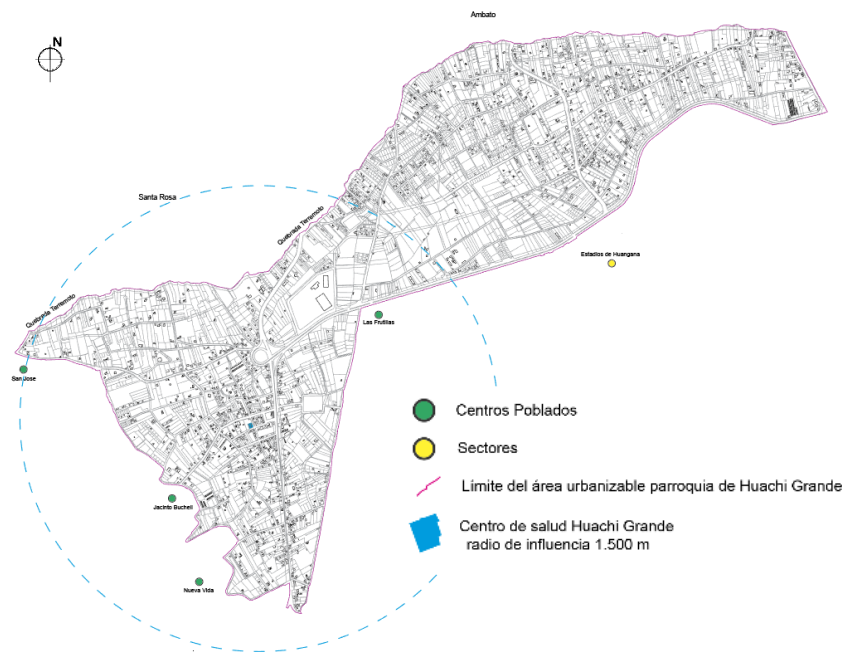 Ambato
N
Santa Rosa
Quebrada Terremoto
Estadios de Huangana
Quebrada Terremoto
Las Frutillas
San Jose
Centros Poblados
Sectores
Limite del área urbanizable parroquia de Huachi Grande
Jacinto Bucheli
Centro de salud Huachi Grande
radio de influencia 1.500 m
Nueva Vida